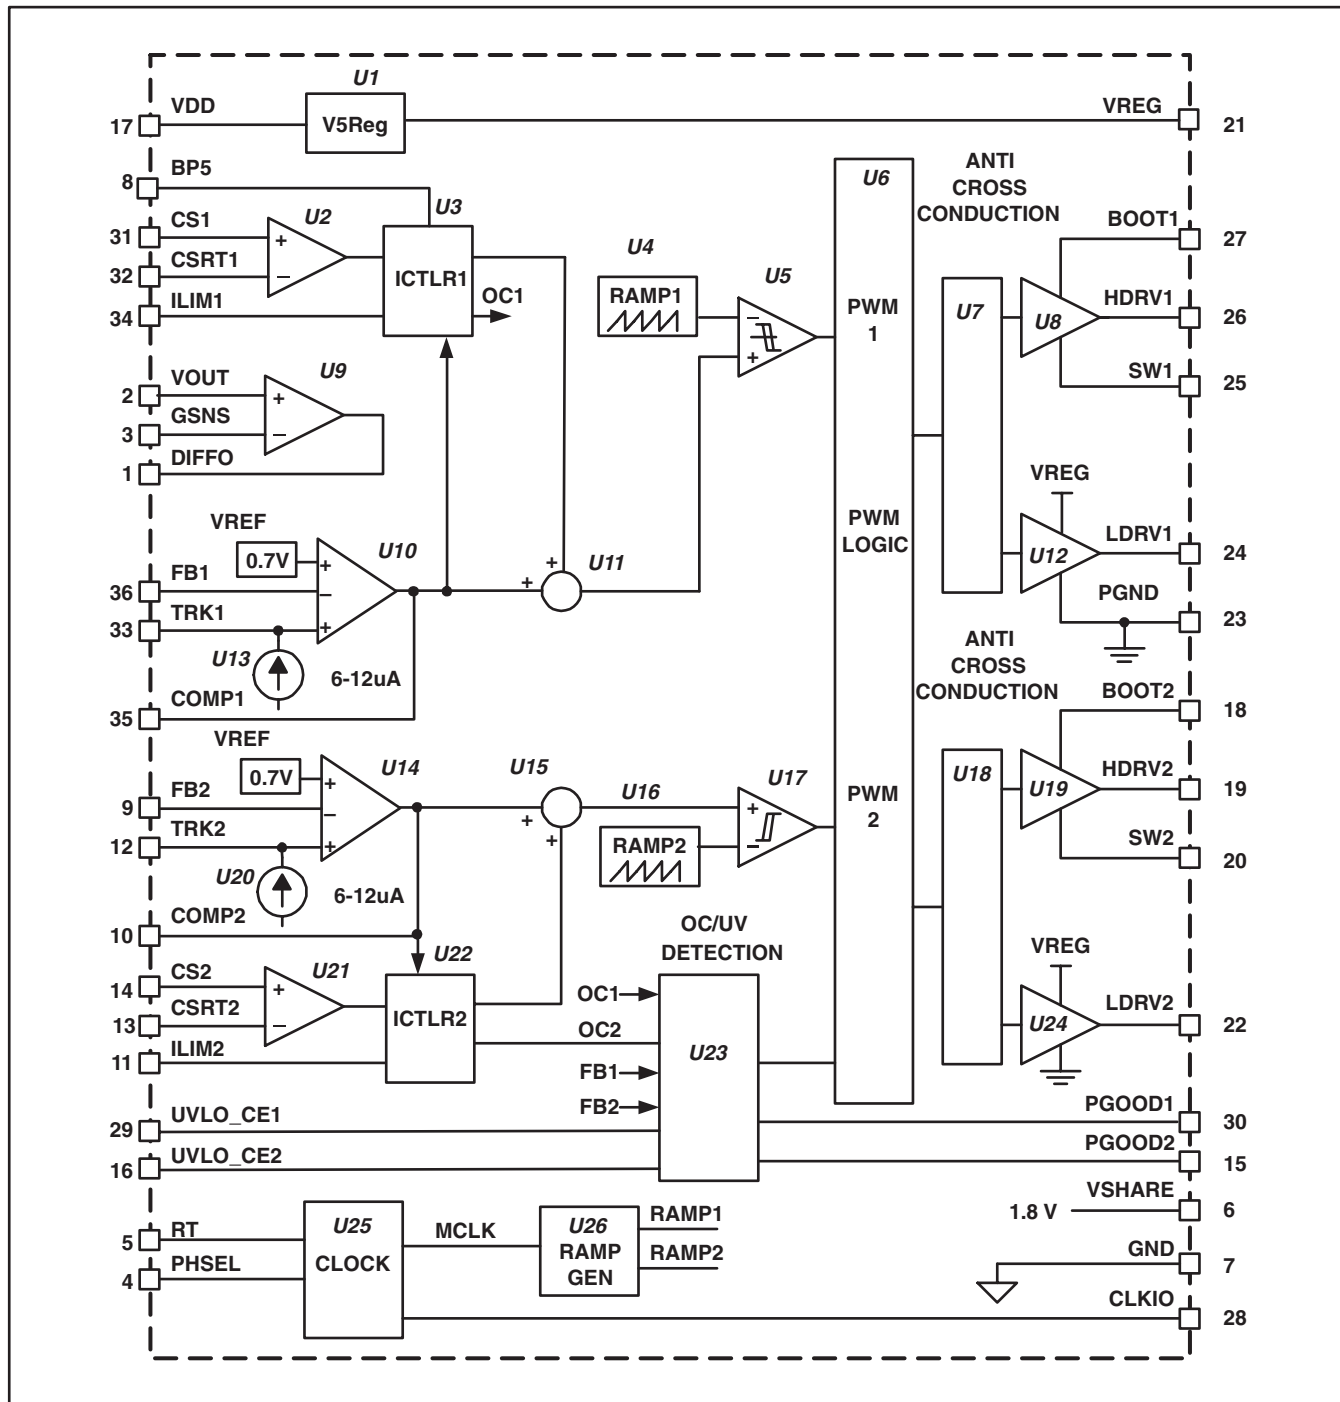 U1
VDD
17
V5Reg
VREG
21
BP5
8
U3
U2
CS1
31
+
CSRT1
32
−
ICTLR1
ILIM1
34
OC1
U4
RAMP1
U5
−
+
U6
PWM
1
ANTI
CROSS
CONDUCTION
BOOT1
27
U7
U8
HDRV1
26
SW1
25
U9
VOUT
2
+
GSNS
3
−
DIFFO
1
VREF
0.7V
+
U10
FB1
36
−
TRK1
33
+
U13
6-12uA
COMP1
35
+
+
U11
PWM
LOGIC
VREG
U12
LDRV1
24
PGND
23
ANTI
CROSS
CONDUCTION
BOOT2
18
VREF
0.7V
+
U14
FB2
9
−
TRK2
12
+
U20
6-12uA
COMP2
10
U15
+
+
U16
RAMP2
U17
+
−
PWM
2
U18
U19
HDRV2
19
SW2
20
U22
U21
CS2
14
+
CSRT2
13
−
ICTLR2
ILIM2
11
OC/UV
DETECTION
OC1
OC2
U23
FB1
FB2
VREG
U24
LDRV2
22
UVLO_CE1
29
PGOOD1
30
UVLO_CE2
16
PGOOD2
15
VSHARE
1.8 V
6
RT
5
U25
CLOCK
PHSEL
4
MCLK
U26
RAMP
GEN
RAMP1
RAMP2
GND
7
CLKIO
28